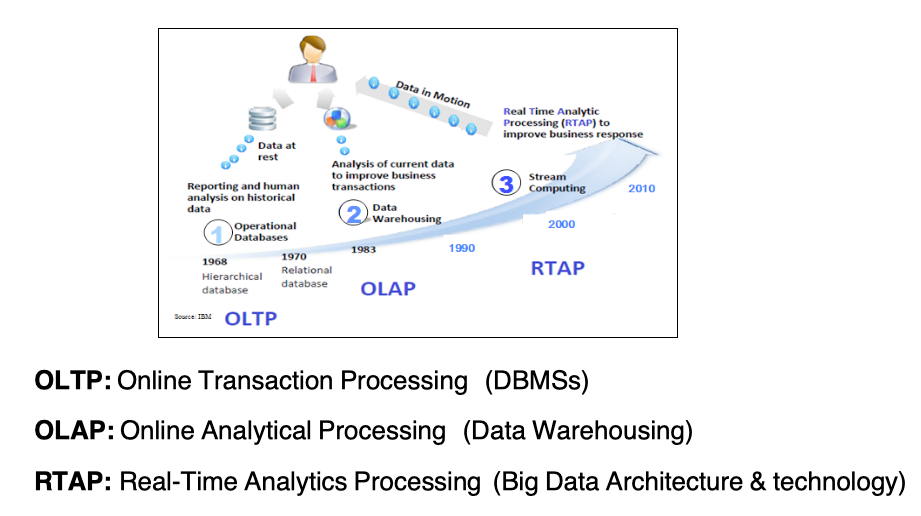 Data in Motion
Real Time Analytic
Processing (RTAP) to
improve business response
Data at
rest
Analysis of current data
to improve business
transactions
Reporting and human
analysis on historical
data
3
Stream
Computing
2010
2
Data
Warehousing
1
Operational
Databases
2000
1990
1983
1970
Relational
database
1968
Hierarchical
database
RTAP
OLAP
Source: IBM
OLTP
OLTP: Online Transaction Processing (DBMSs)
OLAP: Online Analytical Processing (Data Warehousing)
RTAP: Real-Time Analytics Processing (Big Data Architecture & technology)